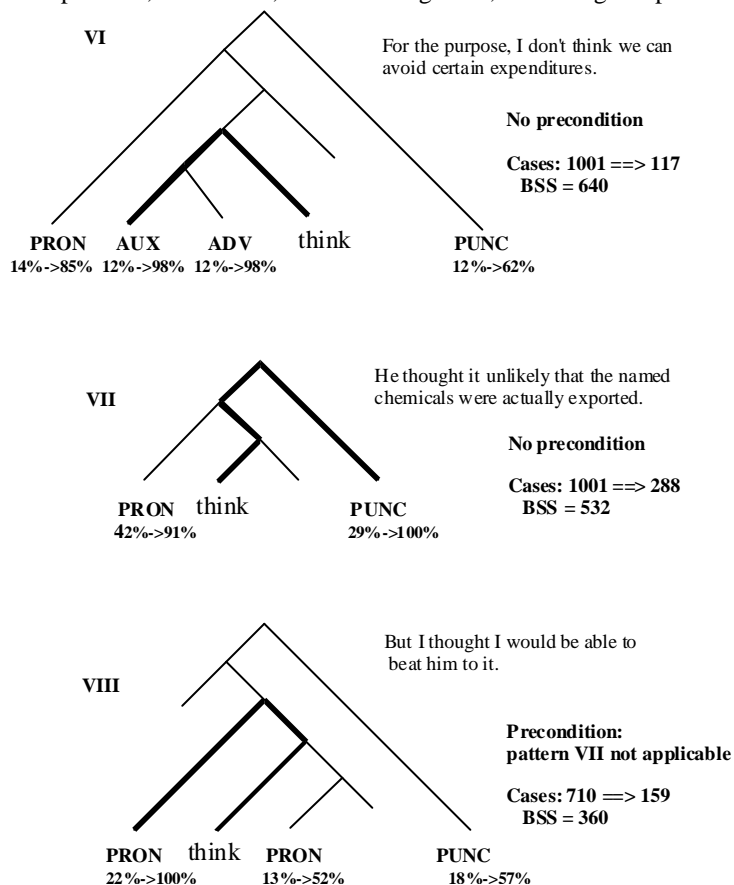 VI
For the purpose, I don't think we can
avoid certain expenditures.
No precondition
Cases: 1001 ==> 117
BSS = 640
PRON AUX ADV think PUNC
14%->85% 12%->98% 12%->98% 12%->62%
VII
He thought it unlikely that the named
chemicals were actually exported.
No precondition
Cases: 1001 ==> 288
BSS = 532
PRON think PUNC
42%->91% 29%->100%
VIII
But I thought I would be able to
beat him to it.
Precondition:
pattern VII not applicable
Cases: 710 ==> 159
BSS = 360
PRON think PRON PUNC
22%->100% 13%->52% 18%->57%